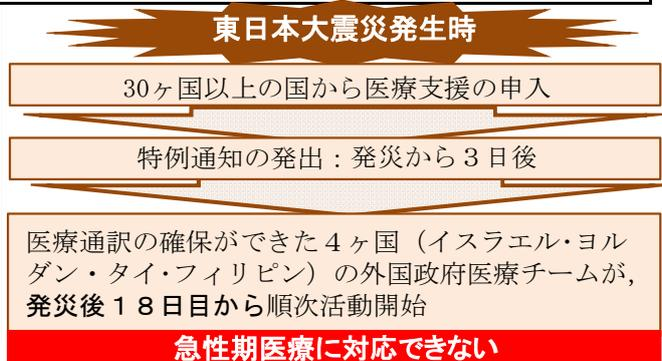 東日本大震災発生時
30ヶ国以上の国から医療支援の申入
特例通知の発出：発災から３日後
医療通訳の確保ができた４ヶ国（イスラエル・ヨル
ダン・タイ・フィリピン）の外国政府医療チームが，
発災後１８日目から順次活動開始
急性期医療に対応できない